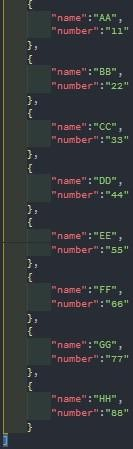 {
"name":"AA",
"number":"11"
},
{
"name":"BB",
"number":"22"
},
{
"name":"CC",
"number":"33"
},
{
"name":"DD",
"number":"44"
},
{
"name":"EE",
"number":"55"
},
{
"name":"FF",
"number":"66"
},
{
"name":"GG",
"number":"77"
},
{
"name":"HH",
"number":"88"
}
]